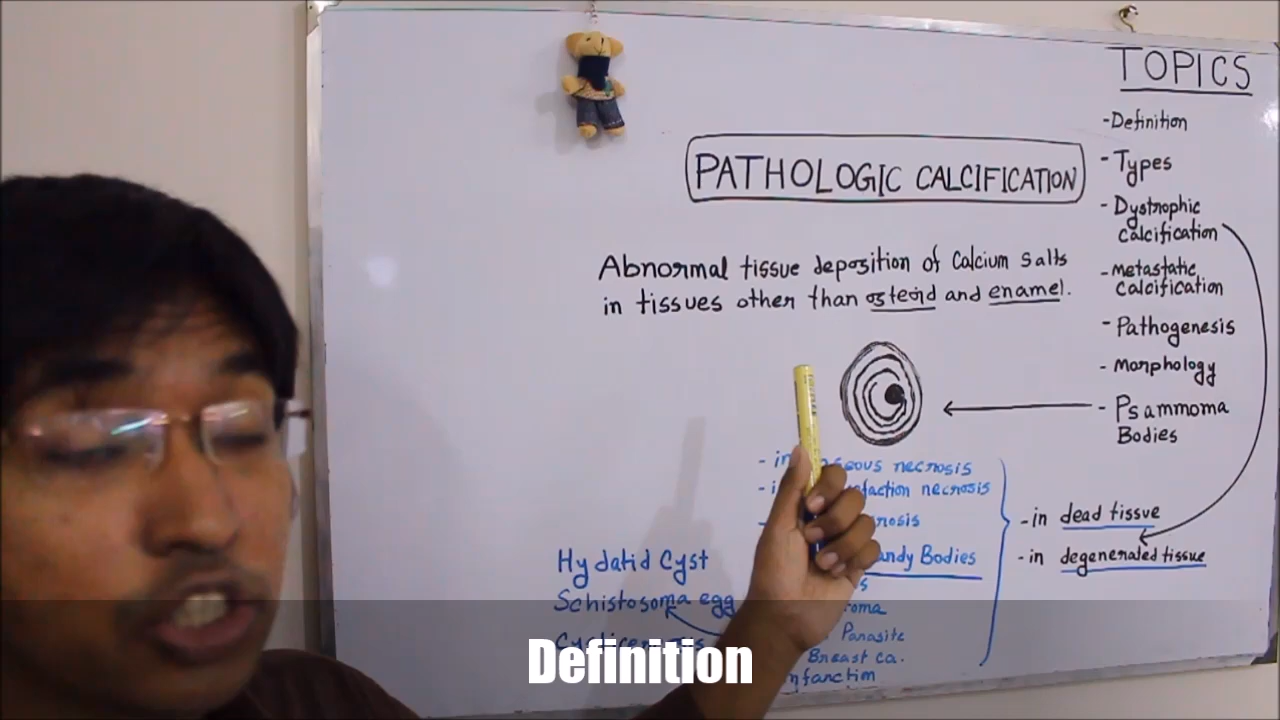 TOPICS
- Definition
- Types
- Dystrophic
calcification
- Metastatic
calcification
- Pathogenesis
- Morphology
- Psammoma
Bodies
PATHOLOGIC CALCIFICATION
Abnormal tissue deposition of Calcium salts
in tissues other than osteoid and enamel.
necrosis
necrosis
Bodies
Parasite
Breast ca.
- in dead tissue
- in degenerated tissue
Hydatid Cyst
Schistosoma egg
Definition